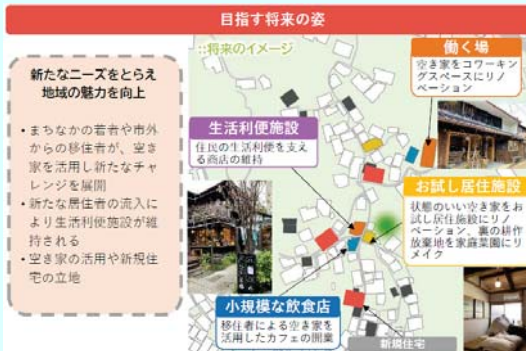 目指す将来の姿
新たなニーズをとらえ
地域の魅力を向上
・まちなかの若者や市外
からの移住者が、空き
家を活用し新たなチャ
レンジを展開
・新たな居住者の流入に
より生活利便施設が維
持される
・空き家の活用や新規住
宅の立地
::将来のイメージ
働く場
空き家をコワーキン
グスペースにリノ
ベーション
生活利便施設
住民の生活利便を支え
る商店の維持
お試し居住施設
状態のいい空き家をお
試し居住施設にリノ
ベーション、裏の耕作
放棄地を家庭菜園にリ
メイク
小規模な飲食店
移住者による空き家を
活用したカフェの開業
新規住宅